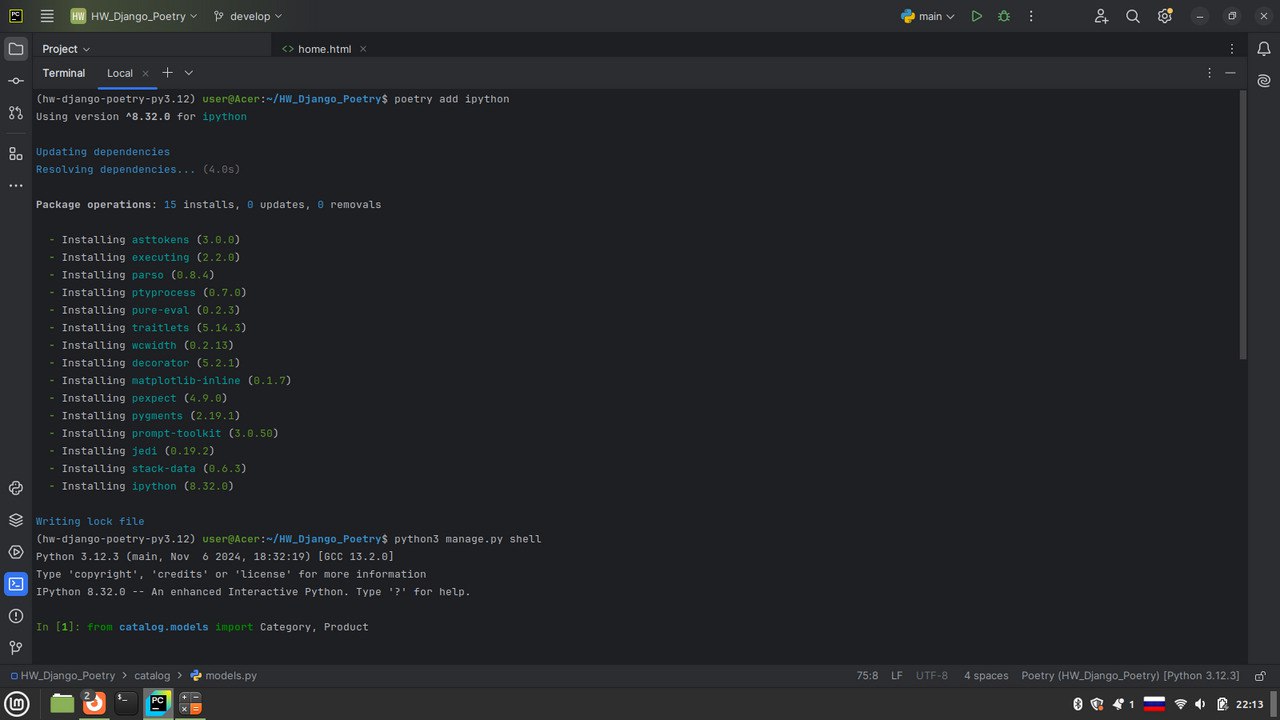 PC HW HW_Django_Poetry develop main
Project home.html
Terminal Local
(hw-django-poetry-py3.12) user@Acer:~/HW_Django_Poetry$ poetry add ipython
Using version ^8.32.0 for ipython
Updating dependencies
Resolving dependencies... (4.0s)
Package operations: 15 installs, 0 updates, 0 removals
- Installing asttokens (3.0.0)
- Installing executing (2.2.0)
- Installing parso (0.8.4)
- Installing ptyprocess (0.7.0)
- Installing pure-eval (0.2.3)
- Installing traitlets (5.14.3)
- Installing wcwidth (0.2.13)
- Installing decorator (5.2.1)
- Installing matplotlib-inline (0.1.7)
- Installing pexpect (4.9.0)
- Installing pygments (2.19.1)
- Installing prompt-toolkit (3.0.50)
- Installing jedi (0.19.2)
- Installing stack-data (0.6.3)
- Installing ipython (8.32.0)
Writing lock file
(hw-django-poetry-py3.12) user@Acer:~/HW_Django_Poetry$ python3 manage.py shell
Python 3.12.3 (main, Nov  6 2024, 18:32:19) [GCC 13.2.0]
Type 'copyright', 'credits' or 'license' for more information
IPython 8.32.0 -- An enhanced Interactive Python. Type '?' for help.
In [1]: from catalog.models import Category, Product
HW_Django_Poetry > catalog > models.py 75:8 LF UTF-8 4 spaces Poetry (HW_Django_Poetry) [Python 3.12.3]
2 PC 1 22:13